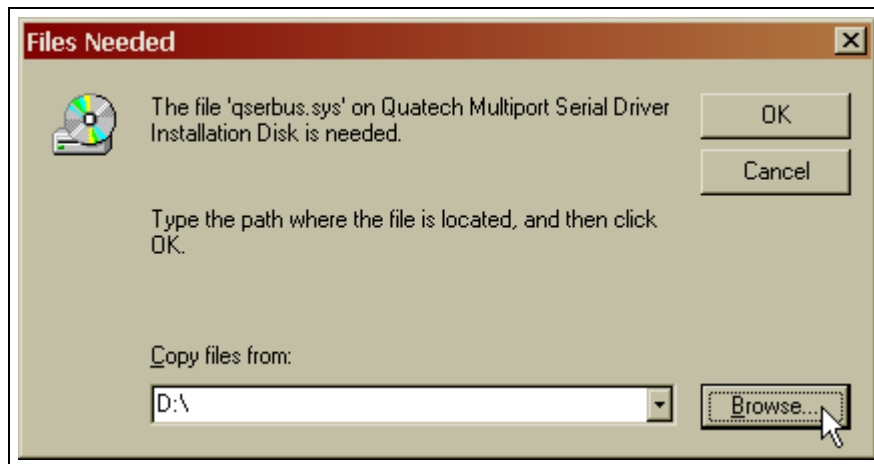 Files Needed
The file 'qserbus.sys' on Quatech Multiport Serial Driver
Installation Disk is needed.
OK
Cancel
Type the path where the file is located, and then click
OK.
Copy files from:
D:\
Browse...